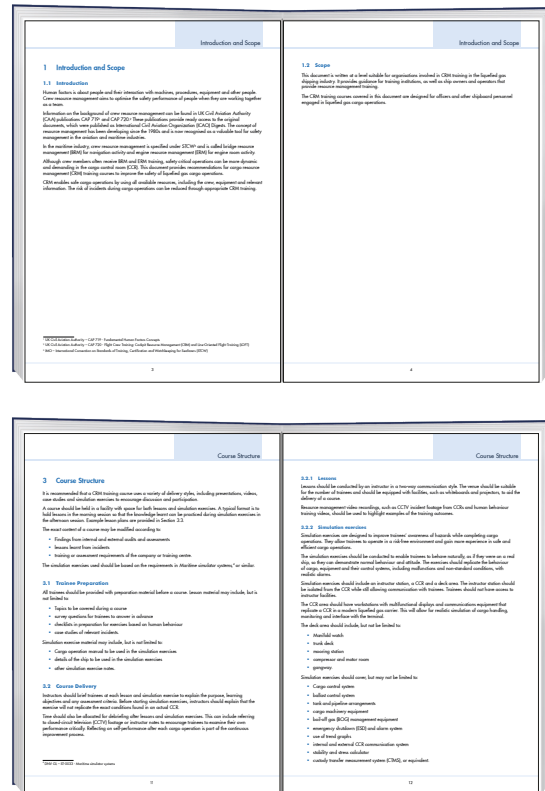 Introduction and Scope
1 Introduction and Scope
1.1 Introduction
Human factors is about people and their interaction with machines, procedures, equipment and other people.
Crew resource management aims to optimise the safety performance of people when they are working together
as a team.
Information on the background of crew resource management can be found in UK Civil Aviation Authority
(CAA) publications CAP 719¹ and CAP 720.² These publications provide ready access to the original
documents, which were published as International Civil Aviation Organization (ICAO) Digests. The concept of
resource management has been developing since the 1980s and is now recognised as a valuable tool for safety
management in the aviation and maritime industries.
In the maritime industry, crew resource management is specified under STCW³ and is called bridge resource
management (BRM) for navigation activity and engine resource management (ERM) for engine room activity.
Although crew members often receive BRM and ERM training, safety critical operations can be more dynamic
and demanding in the cargo control room (CCR). This document provides recommendations for cargo resource
management (CRM) training courses to improve the safety of liquefied gas cargo operations.
CRM enables safe cargo operations by using all available resources, including the crew, equipment and relevant
information. The risk of incidents during cargo operations can be reduced through appropriate CRM training.
¹ UK Civil Aviation Authority – CAP 719 - Fundamental Human Factors Concepts
² UK Civil Aviation Authority – CAP 720 - Flight Crew Training: Cockpit Resource Management (CRM) and Line-Oriented Flight Training (LOFT)
³ IMO – International Convention on Standards of Training, Certification and Watchkeeping for Seafarers (STCW)
3
Introduction and Scope
1.2 Scope
This document is written at a level suitable for organisations involved in CRM training in the liquefied gas
shipping industry. It provides guidance for training institutes, as well as ship owners and operators that
provide resource management training.
The CRM training courses covered in this document are designed for officers and other shipboard personnel
engaged in liquefied gas cargo operations.
4
Course Structure
3 Course Structure
It is recommended that a CRM training course uses a variety of delivery styles, including presentations, videos,
case studies and simulation exercises to encourage discussion and participation.
A course should be held in a facility with space for both lessons and simulation exercises. A typical format is to
hold lessons in the morning session so that the knowledge learnt can be practised during simulation exercises in
the afternoon session. Example lesson plans are provided in Section 3.3.
The exact content of a course may be modified according to:
• Findings from internal and external audits and assessments
• lessons learnt from incidents
• training or assessment requirements of the company or training centre.
The simulation exercises used should be based on the requirements in Maritime simulator systems,⁴ or similar.
3.1 Trainee Preparation
All trainees should be provided with preparation material before a course. Lesson material may include, but is
not limited to:
• Topics to be covered during a course
• survey questions for trainees to answer in advance
• checklists in preparation for exercises based on human behaviour
• case studies of relevant incidents.
Simulation exercise material may include, but is not limited to:
• Cargo operation manual to be used in the simulation exercises
• details of the ship to be used in the simulation exercises
• other simulation exercise notes.
3.2 Course Delivery
Instructors should brief trainees at each lesson and simulation exercise to explain the purpose, learning
objectives and any assessment criteria. Before starting simulation exercises, instructors should explain that the
exercise will not replicate the exact conditions found in an actual CCR.
Time should also be allocated for debriefing after lessons and simulation exercises. This can include referring
to closed-circuit television (CCTV) footage or instructor notes to encourage trainees to examine their own
performance critically. Reflecting on self-performance after each cargo operation is part of the continuous
improvement process.
11
Course Structure
3.2.1 Lessons
Lessons should be conducted by an instructor in a two-way communication style. The venue should be suitable
for the number of trainees and should be equipped with facilities, such as whiteboards and projectors, to aid the
delivery of a course.
Resource management video recordings, such as CCTV incident footage from CCRs and human behaviour
training videos, should be used to highlight examples of the training outcomes.
3.2.2 Simulation exercises
Simulation exercises are designed to improve trainees' awareness of hazards while completing cargo
operations. They allow trainees to operate in a risk-free environment and gain more experience in safe and
efficient cargo operations.
The simulation exercises should be conducted to enable trainees to behave naturally, as if they were on a real
ship, so they can demonstrate normal behaviour and attitude. The exercises should replicate the behaviour
of cargo, equipment and their control systems, including malfunctions and non-standard conditions, with
realistic alarms.
Simulation exercises should include an instructor station, a CCR and a deck area. The instructor station should
be isolated from the CCR while still allowing communication with trainees. Trainees should not have access to
instructor facilities.
The CCR area should have workstations with multifunctional displays and communication equipment that
replicate a CCR in a modern liquefied gas carrier. This will allow for realistic simulation of cargo handling,
monitoring and interface with the terminal.
The deck area should include, but not be limited to:
• Manifold watch
• trunk deck
• mooring station
• compressor and motor room
• gangway.
Simulation exercises should cover, but may not be limited to:
• Cargo control system
• ballast control system
• tank and pipeline arrangements
• cargo machinery equipment
• boil-off gas (BOG) management equipment
• emergency shutdown (ESD) and alarm system
• use of trend graphs
• internal and external CCR communication system
• stability and stress calculator
• custody transfer measurement system (CTMS), or equivalent
12